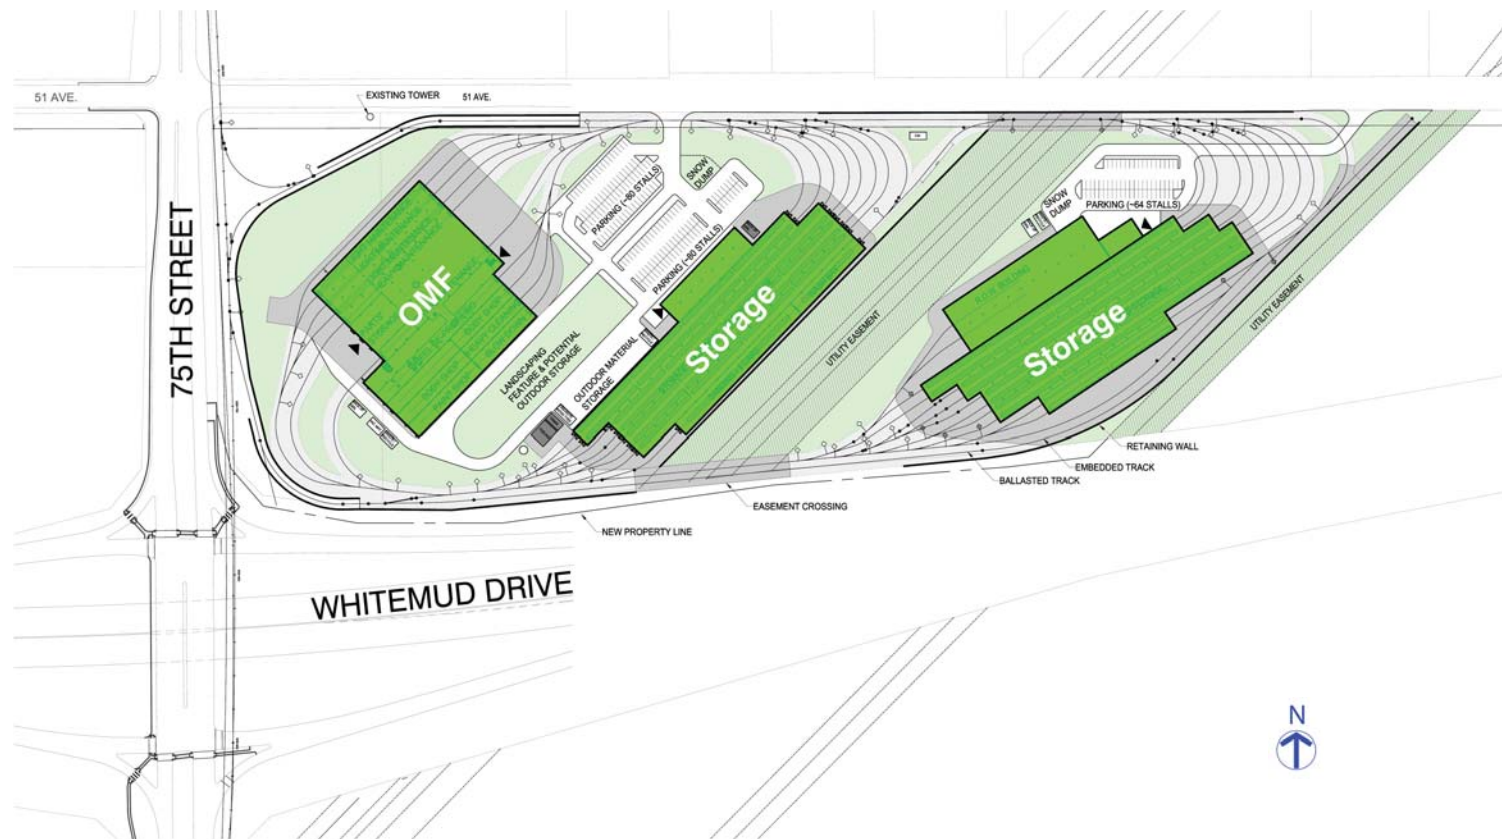 51 AVE.
EXISTING TOWER
51 AVE.
75TH STREET
OMF
PARKING (~80 STALLS)
SNOW
DUMP
PARKING (~80 STALLS)
Storage
LANDSCAPING
FEATURE & POTENTIAL
OUTDOOR STORAGE
OUTDOOR MATERIAL
STORAGE
UTILITY EASEMENT
SNOW
DUMP
PARKING (~64 STALLS)
Storage
UTILITY EASEMENT
RETAINING WALL
EMBEDDED TRACK
BALLASTED TRACK
EASEMENT CROSSING
NEW PROPERTY LINE
WHITEMUD DRIVE
N